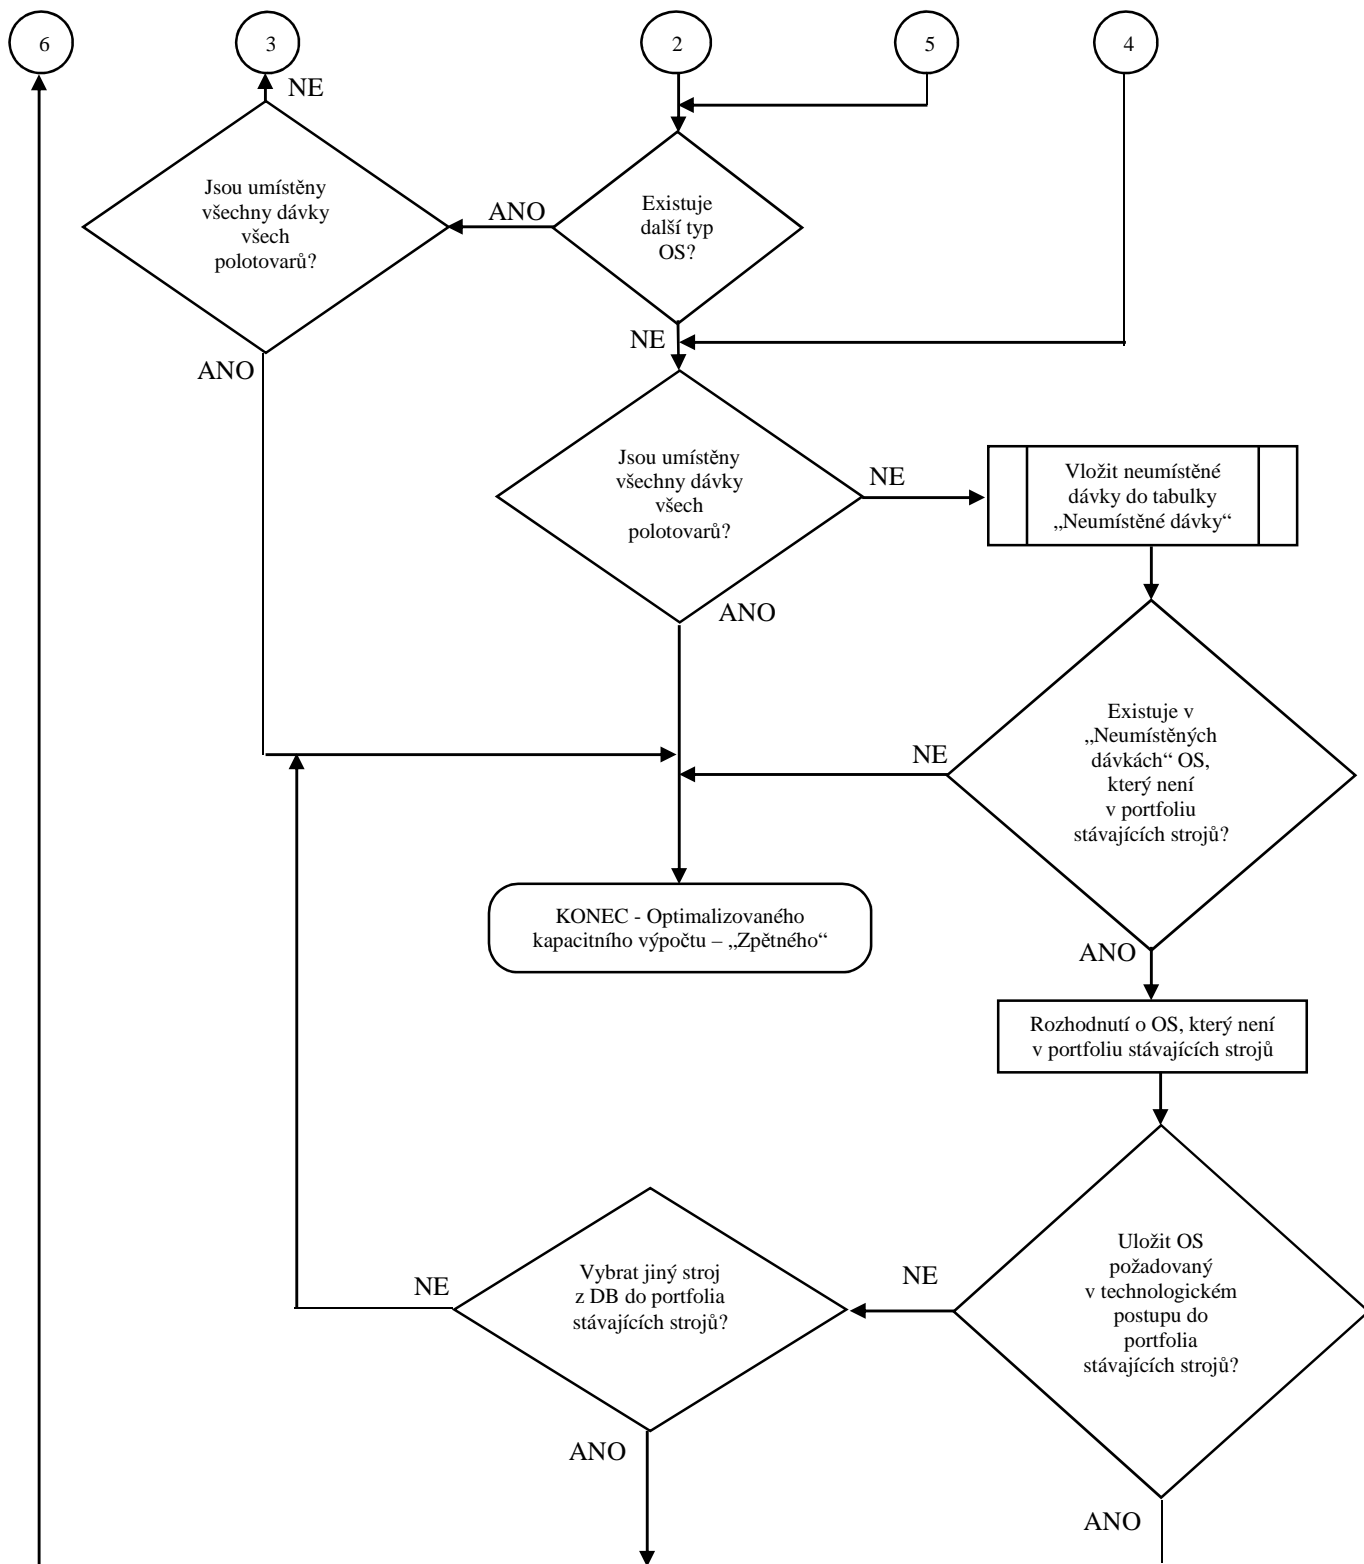 6
3
2
5
4
NE
Jsou umístěny
všechny dávky
všech
polotovarů?
ANO
Existuje
další typ
OS?
ANO
NE
Jsou umístěny
všechny dávky
všech
polotovarů?
NE
Vložit neumístěné
dávky do tabulky
„Neumístěné dávky“
ANO
Existuje v
„Neumístěných
dávkách“ OS,
který není
v portfoliu
stávajících strojů?
NE
KONEC - Optimalizovaného
kapacitního výpočtu – „Zpětného“
ANO
Rozhodnutí o OS, který není
v portfoliu stávajících strojů
Uložit OS
požadovaný
v technologickém
postupu do
portfolia
stávajících strojů?
NE
Vybrat jiný stroj
z DB do portfolia
stávajících strojů?
NE
ANO
ANO